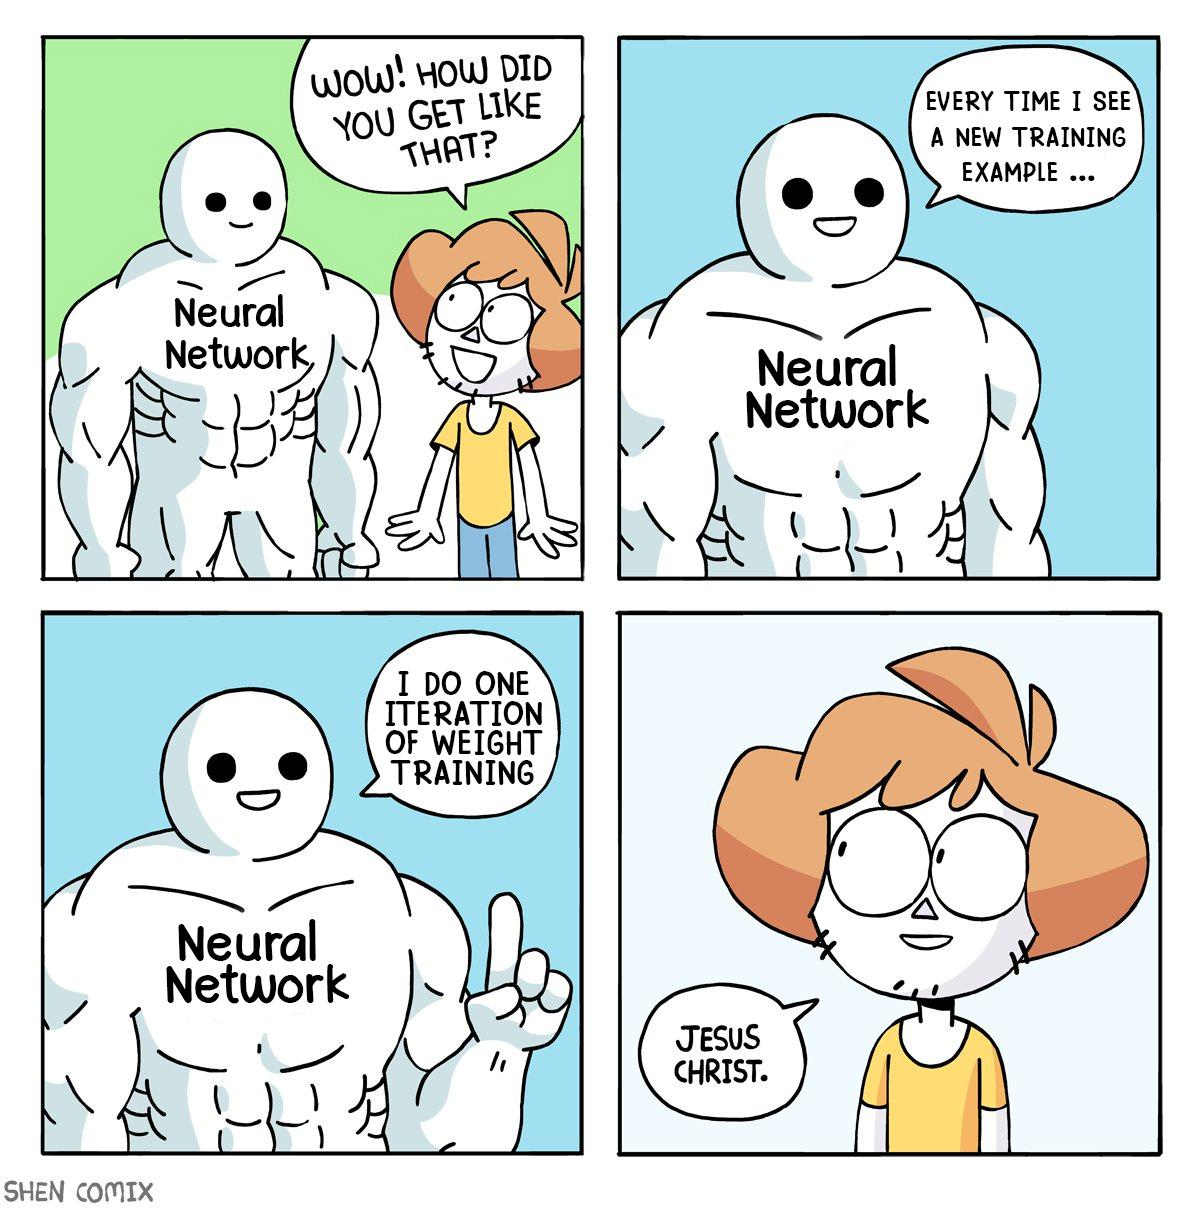 WOW! HOW DID
YOU GET LIKE
THAT?
Neural
Network
EVERY TIME I SEE
A NEW TRAINING
EXAMPLE ...
Neural
Network
I DO ONE
ITERATION
OF WEIGHT
TRAINING
Neural
Network
JESUS
CHRIST.
SHEN COMIX